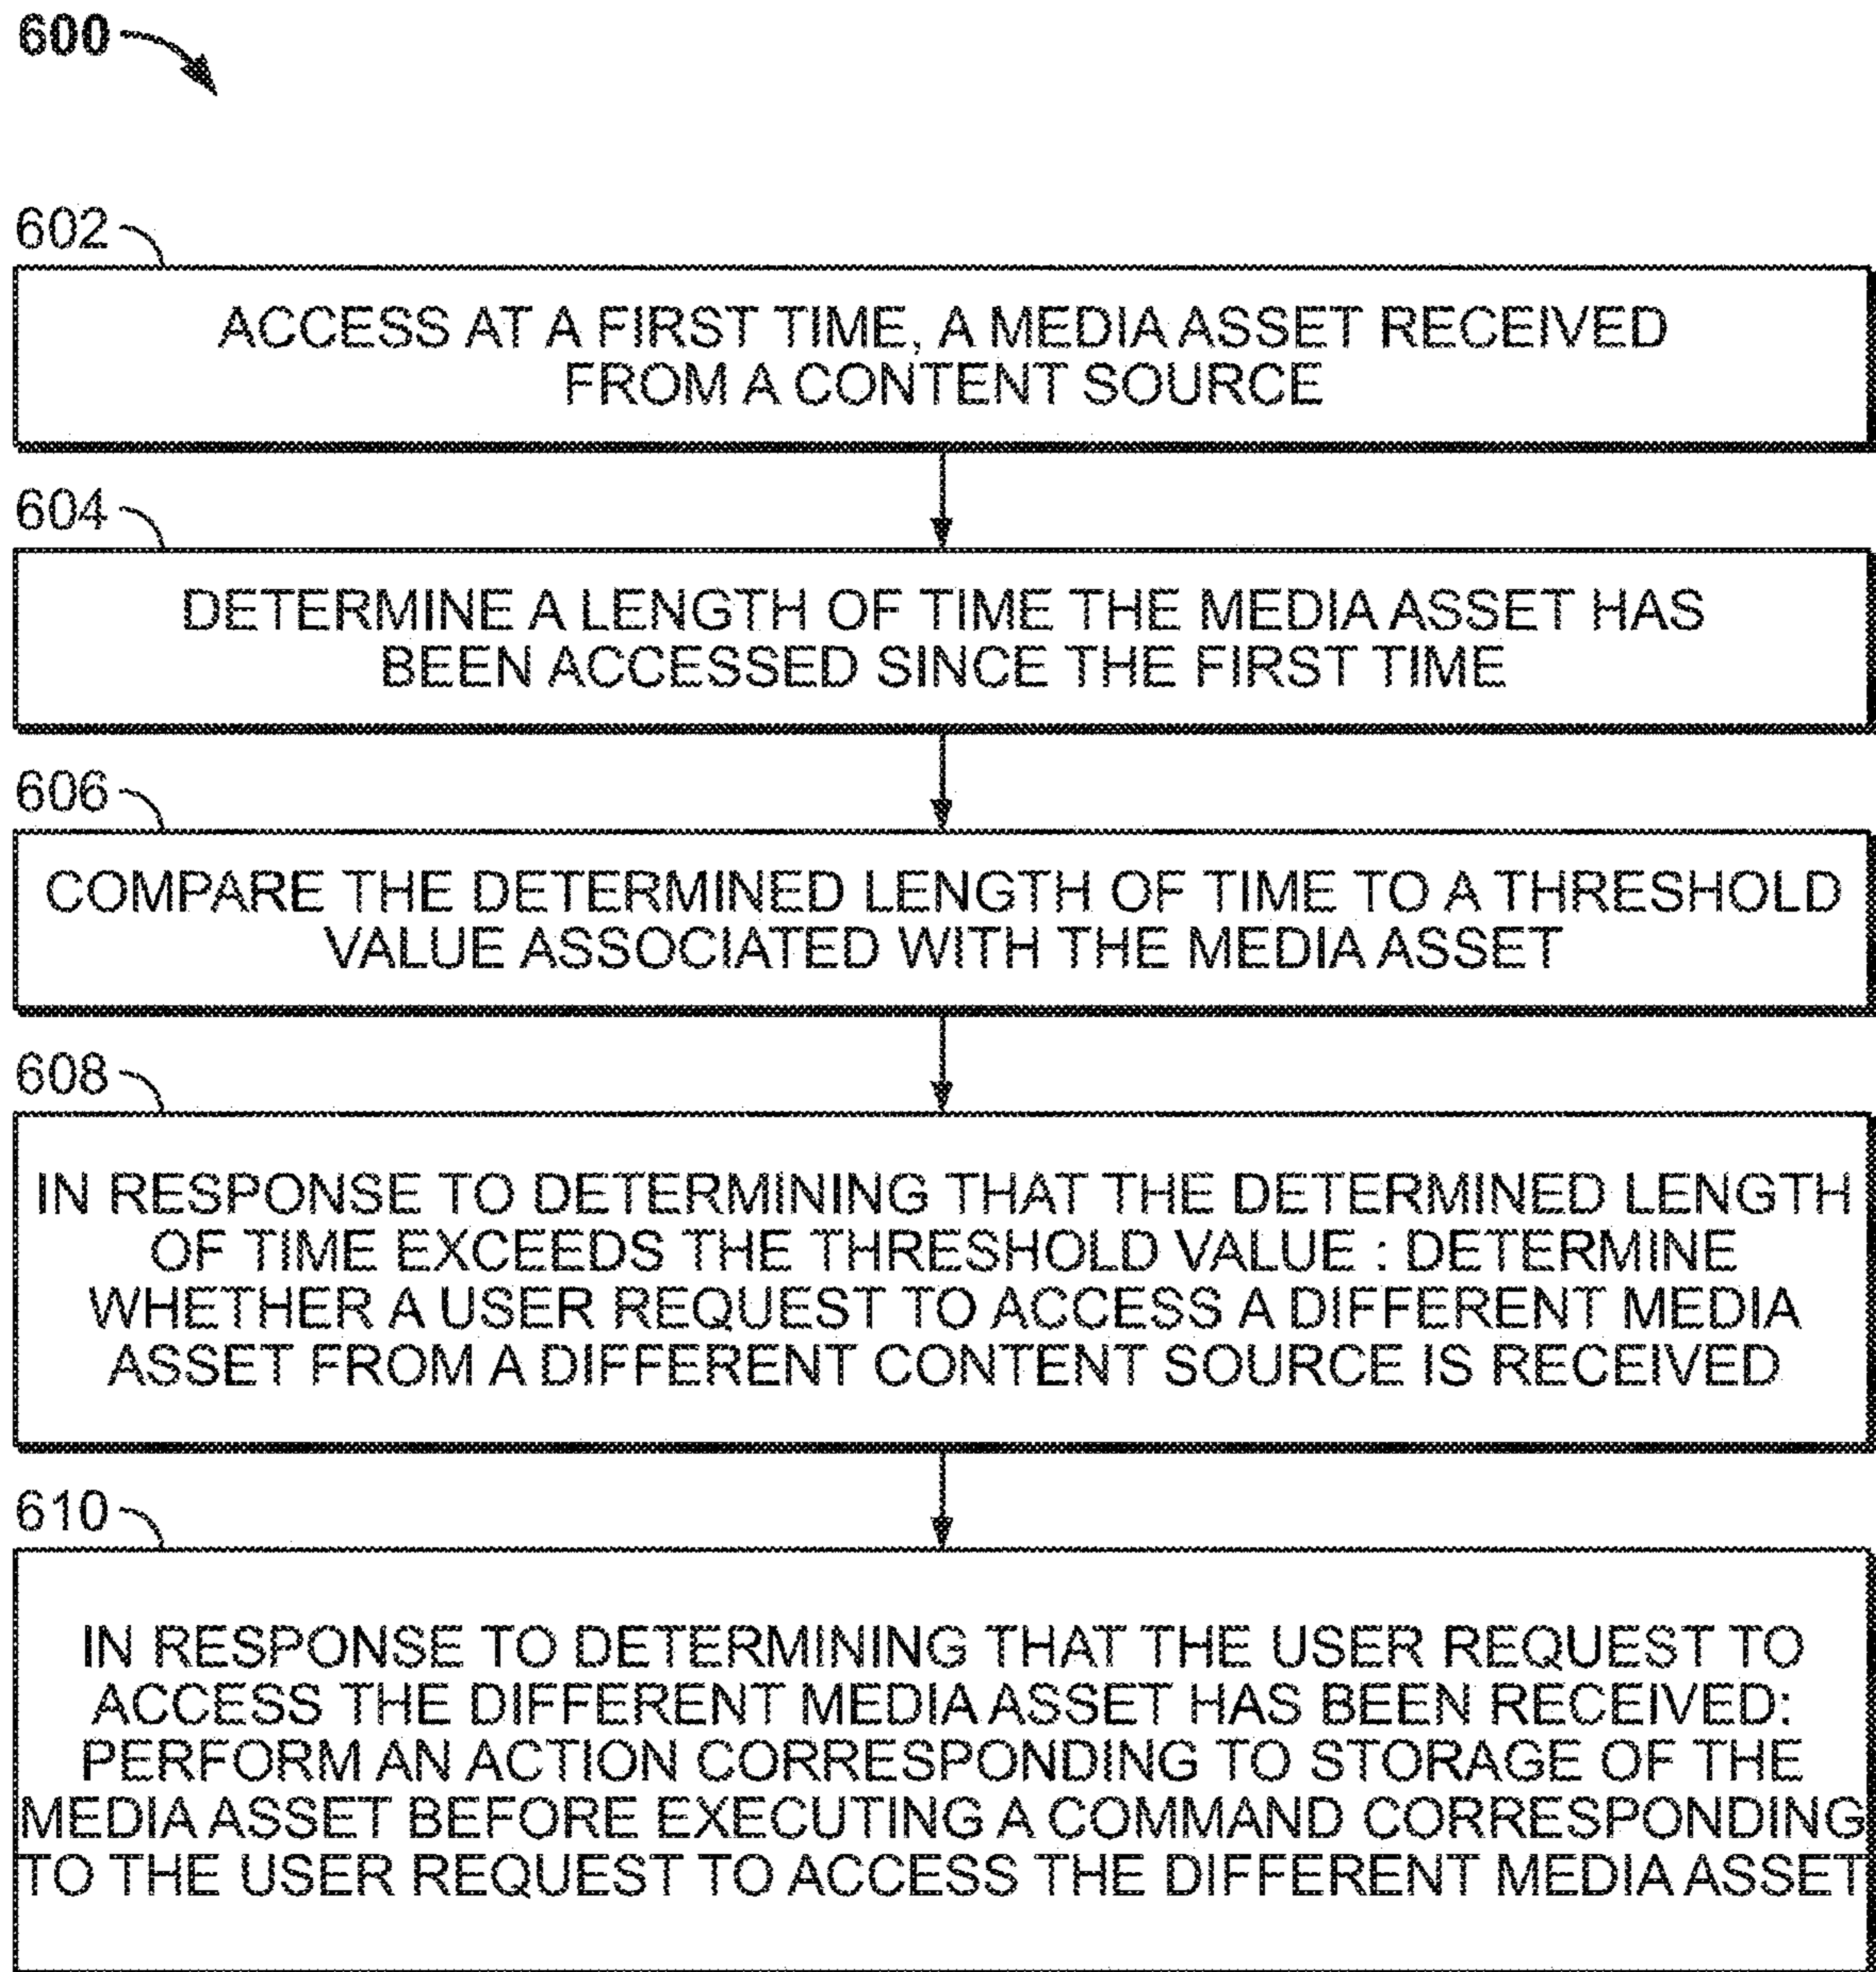 600
602
ACCESS AT A FIRST TIME, A MEDIA ASSET RECEIVED
FROM A CONTENT SOURCE
604
DETERMINE A LENGTH OF TIME THE MEDIA ASSET HAS
BEEN ACCESSED SINCE THE FIRST TIME
606
COMPARE THE DETERMINED LENGTH OF TIME TO A THRESHOLD
VALUE ASSOCIATED WITH THE MEDIA ASSET
608
IN RESPONSE TO DETERMINING THAT THE DETERMINED LENGTH
OF TIME EXCEEDS THE THRESHOLD VALUE : DETERMINE
WHETHER A USER REQUEST TO ACCESS A DIFFERENT MEDIA
ASSET FROM A DIFFERENT CONTENT SOURCE IS RECEIVED
610
IN RESPONSE TO DETERMINING THAT THE USER REQUEST TO
ACCESS THE DIFFERENT MEDIA ASSET HAS BEEN RECEIVED:
PERFORM AN ACTION CORRESPONDING TO STORAGE OF THE
MEDIA ASSET BEFORE EXECUTING A COMMAND CORRESPONDING
TO THE USER REQUEST TO ACCESS THE DIFFERENT MEDIA ASSET